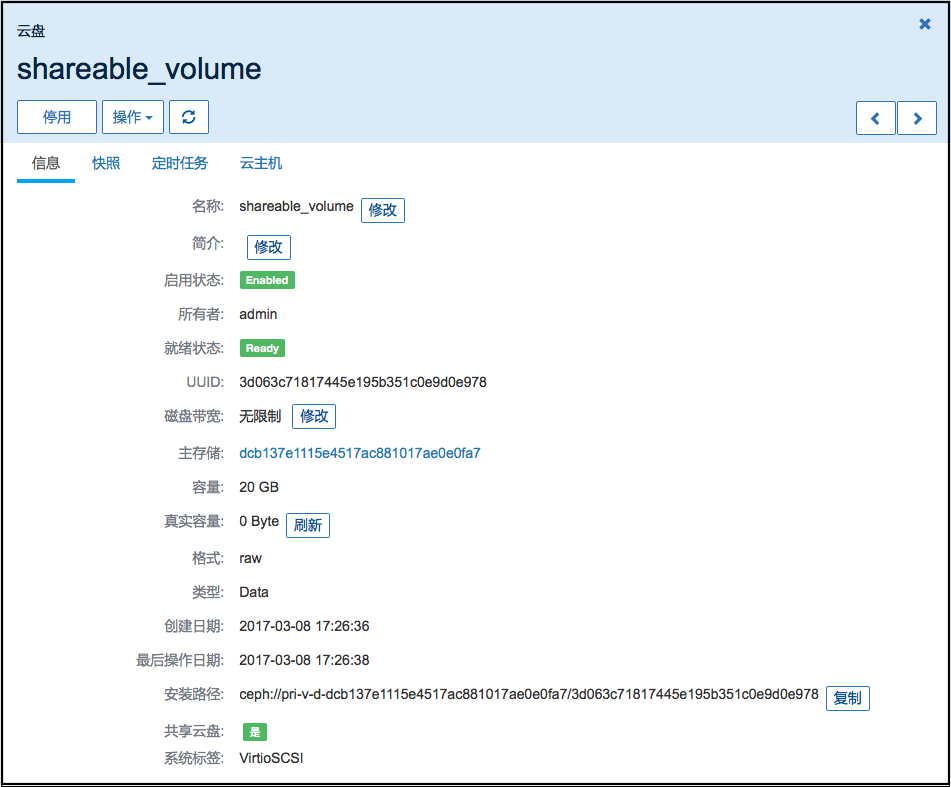 云盘
shareable_volume
停用 操作
信息 快照 定时任务 云主机
名称: shareable_volume 修改
简介: 修改
启用状态: Enabled
所有者: admin
就绪状态: Ready
UUID: 3d063c71817445e195b351c0e9d0e978
磁盘带宽: 无限制 修改
主存储: dcb137e1115e4517ac881017ae0e0fa7
容量: 20 GB
真实容量: 0 Byte 刷新
格式: raw
类型: Data
创建日期: 2017-03-08 17:26:36
最后操作日期: 2017-03-08 17:26:38
安装路径: ceph://pri-v-d-dcb137e1115e4517ac881017ae0e0fa7/3d063c71817445e195b351c0e9d0e978 复制
共享云盘: 是
系统标签: VirtioSCSI